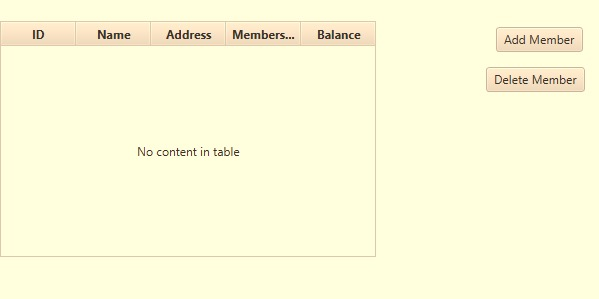 ID Name Address Members... Balance
Add Member
Delete Member
No content in table